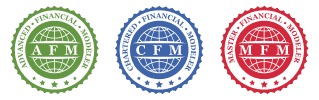 ADVANCED • FINANCIAL • MODELER
AFM
CHARTERED • FINANCIAL • MODELER
CFM
MASTER • FINANCIAL • MODELER
MFM